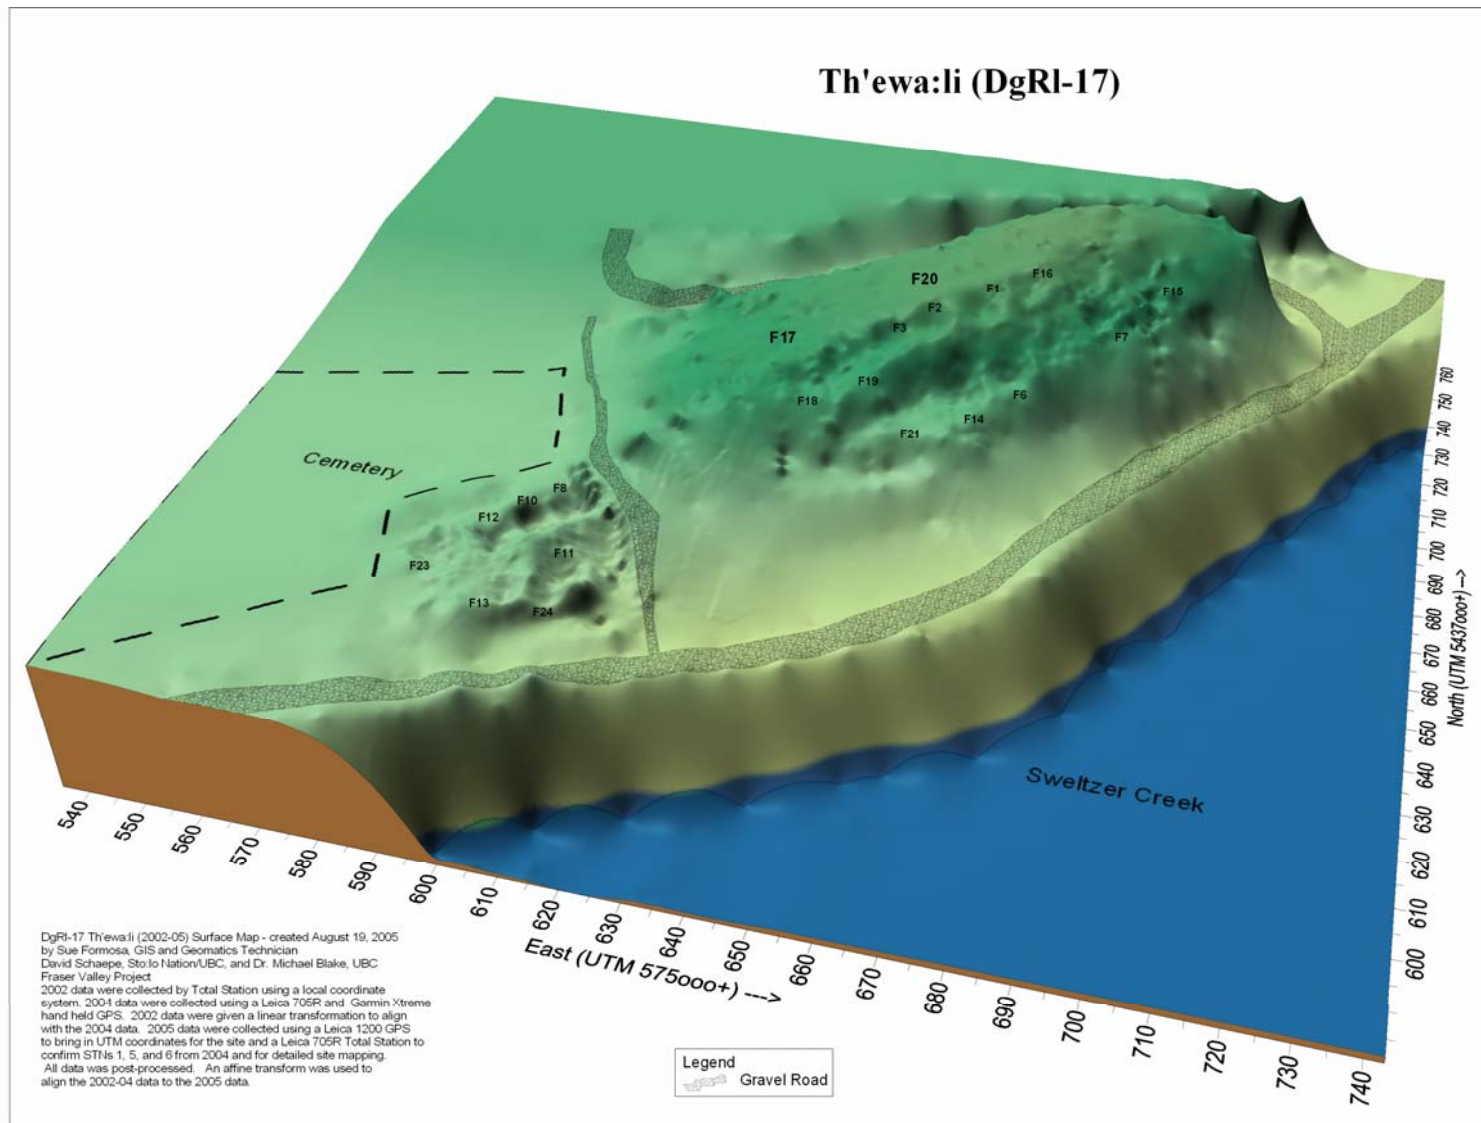 Th'ewa:li (DgRl-17)
F20
F16
F1
F15
F2
F3
F17
F7
F19
F18
F6
F14
F21
Cemetery
F8
F10
F12
F11
F23
F13
F24
Sweltzer Creek
760
750
740
730
720
710
700
690
680
670
660
650
640
630
620
610
600
North (UTM 5437ooo+) --->
540
550
560
570
580
590
600
610
620
630
640
650
660
670
680
690
700
710
720
730
740
East (UTM 575ooo+) --->
DgRl-17 Th'ewa:li (2002-05) Surface Map - created August 19, 2005
by Sue Formosa, GIS and Geomatics Technician
David Schaepe, Sto:lo Nation/UBC, and Dr. Michael Blake, UBC
Fraser Valley Project
2002 data were collected by Total Station using a local coordinate
system. 2004 data were collected using a Leica 705R and Garmin Xtreme
hand held GPS. 2002 data were given a linear transformation to align
with the 2004 data. 2005 data were collected using a Leica 1200 GPS
to bring in UTM coordinates for the site and a Leica 705R Total Station to
confirm STNs 1, 5, and 6 from 2004 and for detailed site mapping.
All data was post-processed. An affine transform was used to
align the 2002-04 data to the 2005 data.
Legend
Gravel Road